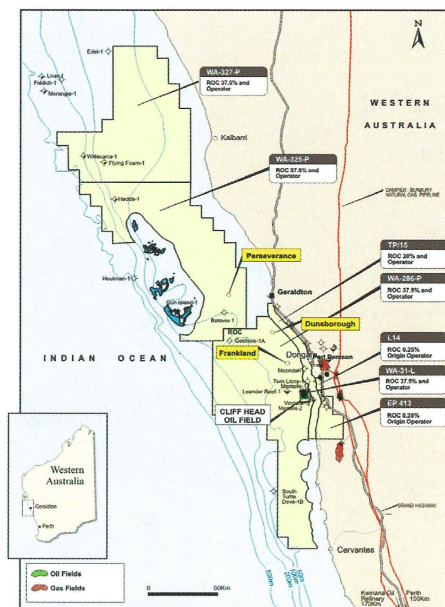 N
Edel-1
WA-327-P
ROC 37.5% and
Operator
Livet-1
Fiddich-1
Morangie-1
WESTERN
AUSTRALIA
Kalbarri
Wittecarra-1
Flying Foam-1
WA-325-P
ROC 37.5% and
Operator
DAMPIER - BUNBURY
NATURAL GAS PIPELINE
Hadda-1
TP/15
ROC 20% and
Operator
Perseverance
WA-286-P
ROC 37.5% and
Operator
Houtman-1
Geraldton
Gun Island-1
Dunsborough
Batavia-1
L14
ROC 0.25%
Origin Operator
ROC
Geelvink-1A
INDIAN OCEAN
Dongara
Port Denison
Frankland
WA-31-L
ROC 37.5% and
Operator
Leander Reef-1
CLIFF HEAD
OIL FIELD
EP 413
ROC 0.25%
Origin Operator
Western
Australia
Geraldton
Perth
South
Turtle
Dove-1B
BRAND HIGHWAY
Cervantes
Oil Fields
Gas Fields
0
50Km
Kwinana Oil
Refinery
170Km
Perth
150Km